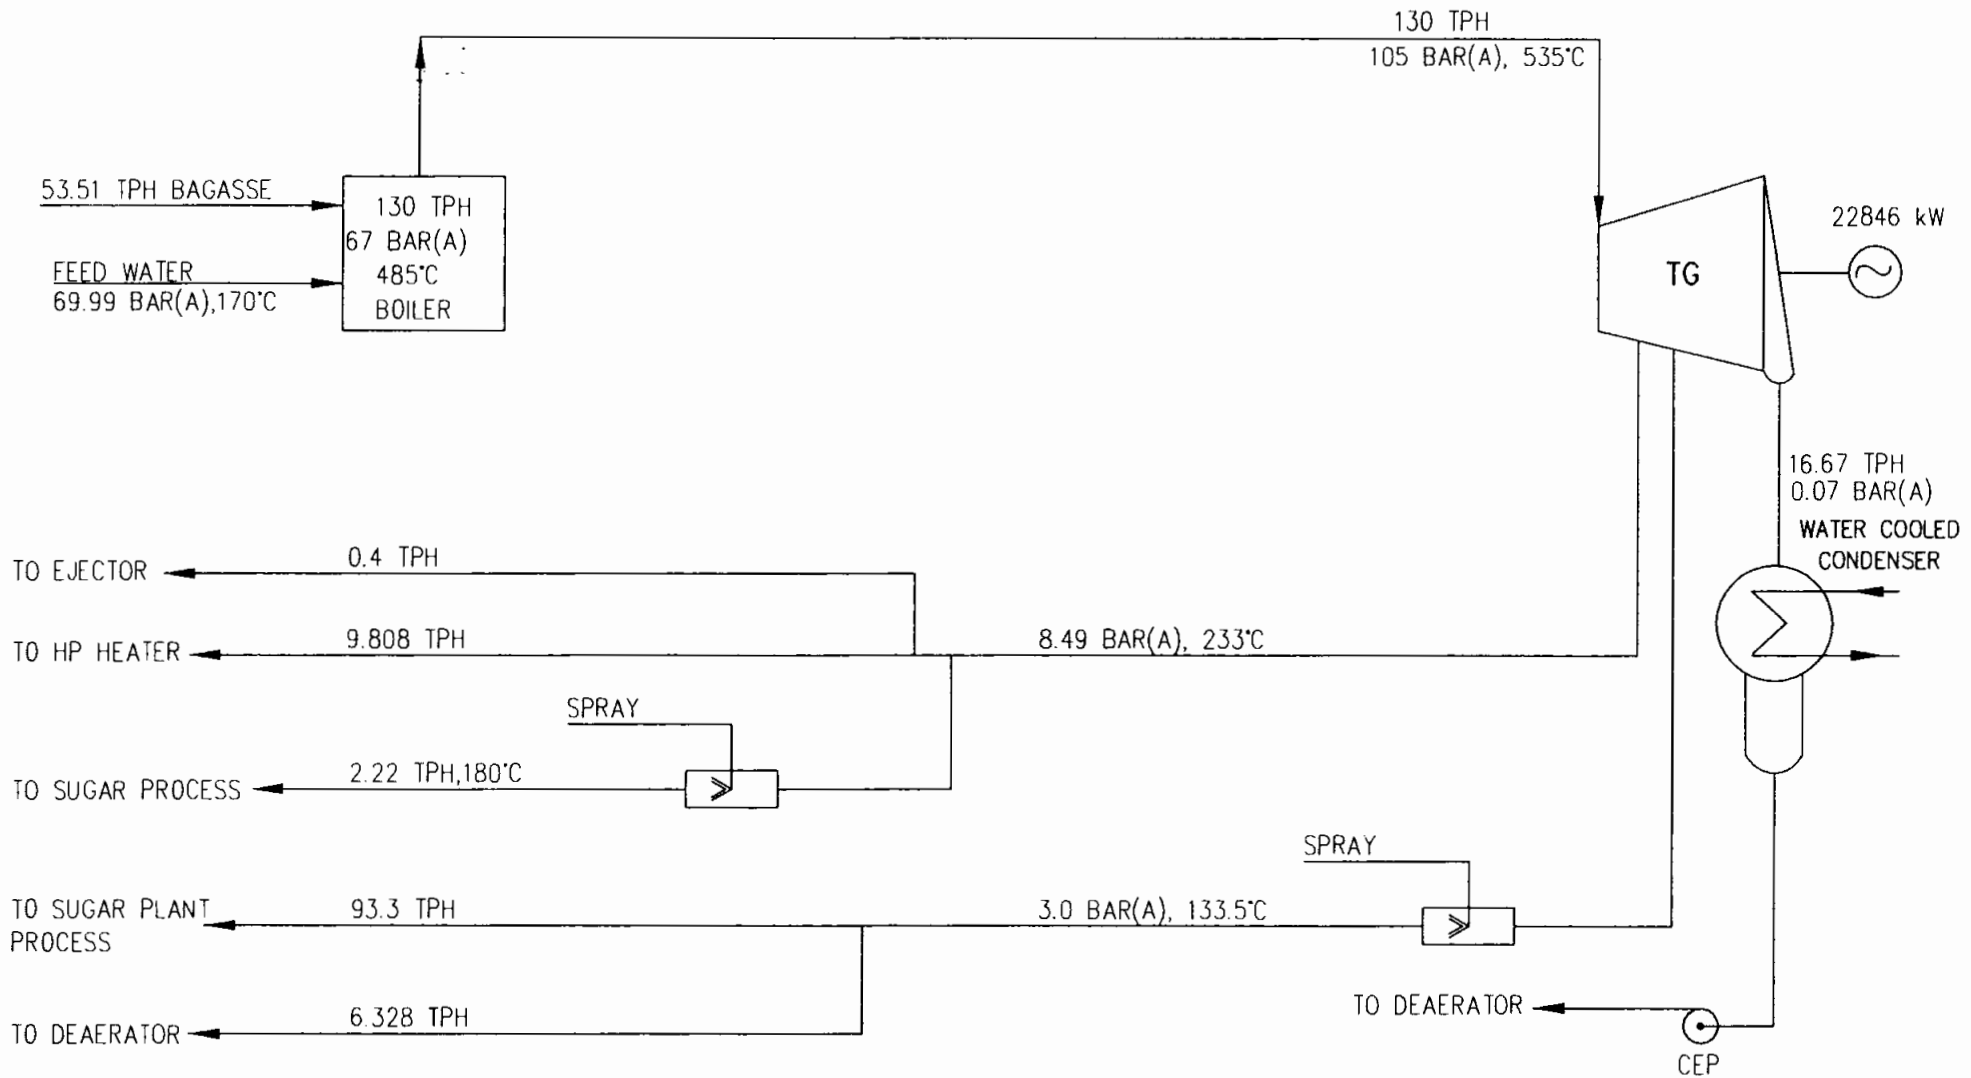 130 TPH
105 BAR(A), 535°C
53.51 TPH BAGASSE
FEED WATER
69.99 BAR(A),170°C
130 TPH
67 BAR(A)
485°C
BOILER
TG
22846 kW
16.67 TPH
0.07 BAR(A)
WATER COOLED
CONDENSER
TO EJECTOR
0.4 TPH
TO HP HEATER
9.808 TPH
8.49 BAR(A), 233°C
SPRAY
TO SUGAR PROCESS
2.22 TPH,180°C
SPRAY
TO SUGAR PLANT
PROCESS
93.3 TPH
3.0 BAR(A), 133.5°C
TO DEAERATOR
6.328 TPH
TO DEAERATOR
CEP